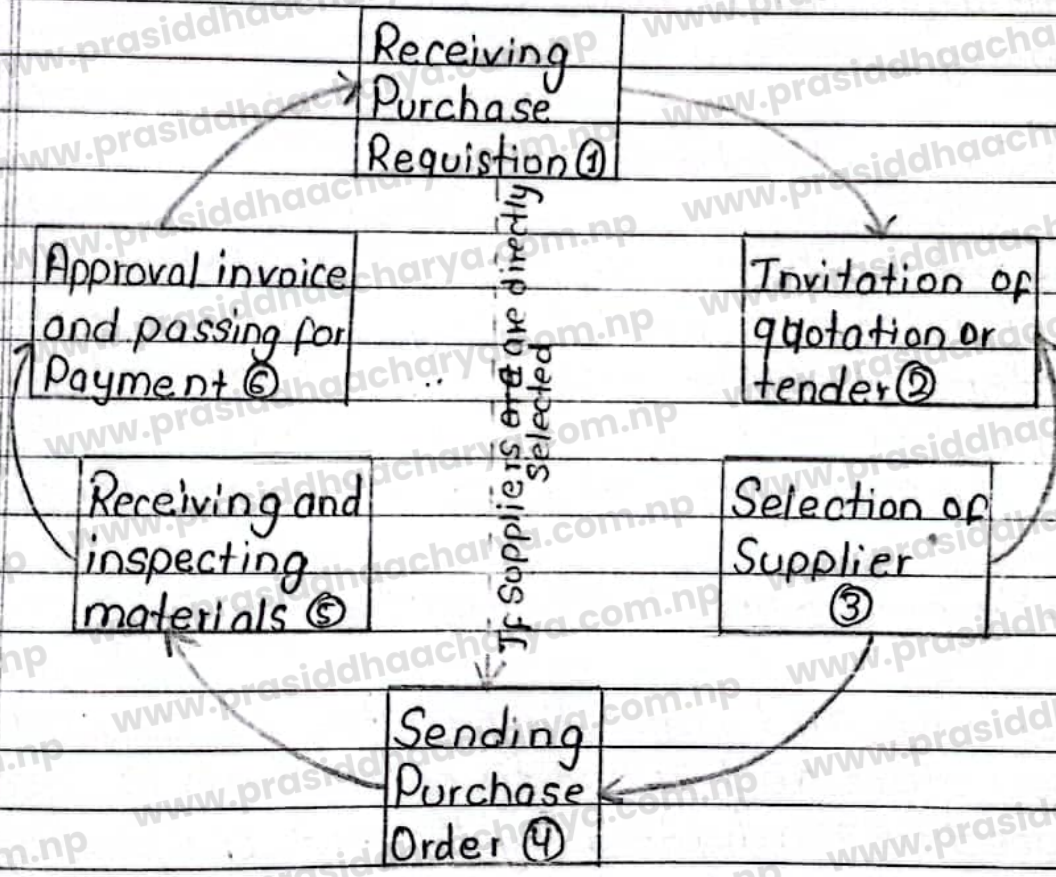 Receiving
Purchase
Requistion ①
Invitation of
qųotation or
tender ②
Selection of
Supplier
③
Sending
Purchase
Order ④
Receiving and
inspecting
materials ⑤
Approval invoice
and passing for
Payment ⑥
If Suppliers are directly
selected
www.prasiddhaacharya.com.np